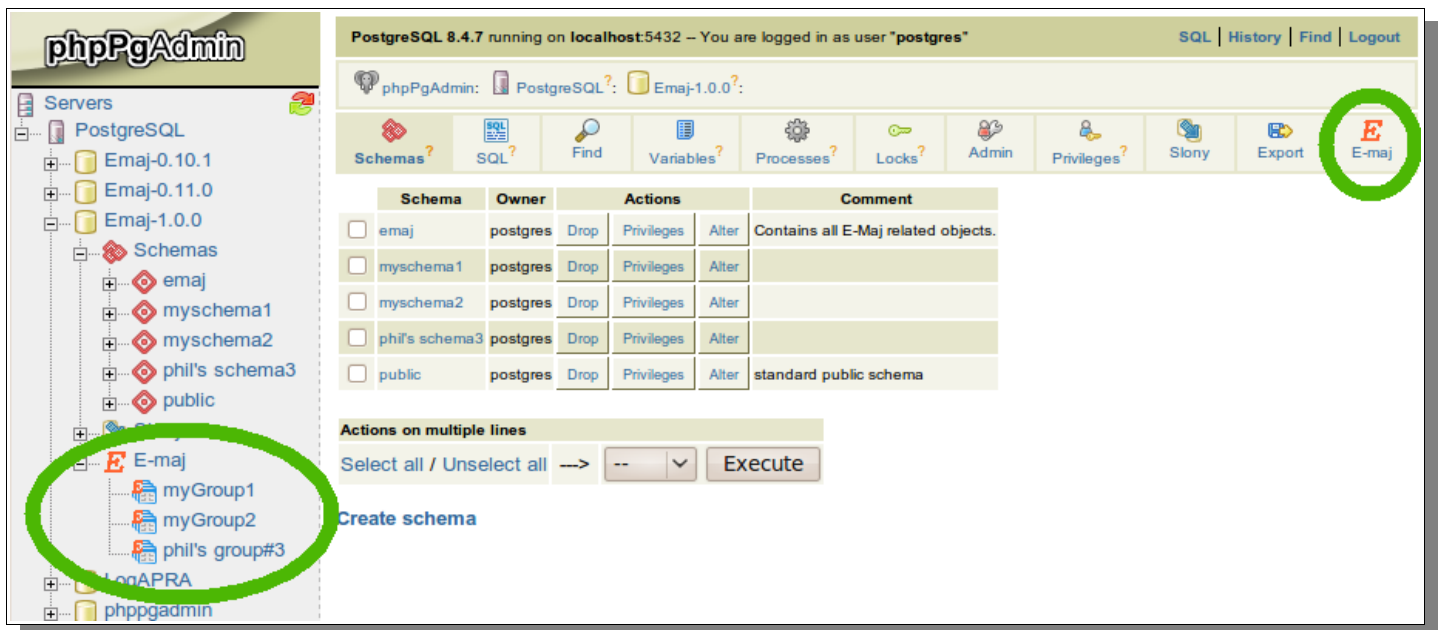 phpPgAdmin
Servers
PostgreSQL
Emaj-0.10.1
Emaj-0.11.0
Emaj-1.0.0
Schemas
emaj
myschema1
myschema2
phil's schema3
public
E-maj
myGroup1
myGroup2
phil's group#3
LogAPRA
phppgadmin
PostgreSQL 8.4.7 running on localhost:5432 -- You are logged in as user "postgres"
SQL | History | Find | Logout
phpPgAdmin: PostgreSQL?: Emaj-1.0.0?:
Schemas? SQL? Find Variables? Processes? Locks? Admin Privileges? Slony Export E-maj
Schema Owner Actions Comment
emaj postgres Drop Privileges Alter Contains all E-Maj related objects.
myschema1 postgres Drop Privileges Alter
myschema2 postgres Drop Privileges Alter
phil's schema3 postgres Drop Privileges Alter
public postgres Drop Privileges Alter standard public schema
Actions on multiple lines
Select all / Unselect all ---> -- Execute
Create schema